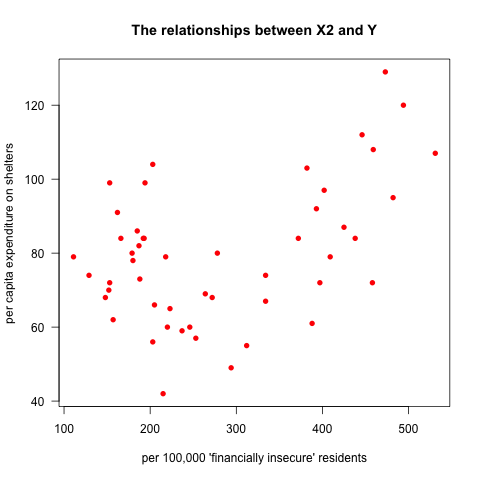 The relationships between X2 and Y
120
100
80
60
40
per capita expenditure on shelters
100 200 300 400 500
per 100,000 'financially insecure' residents